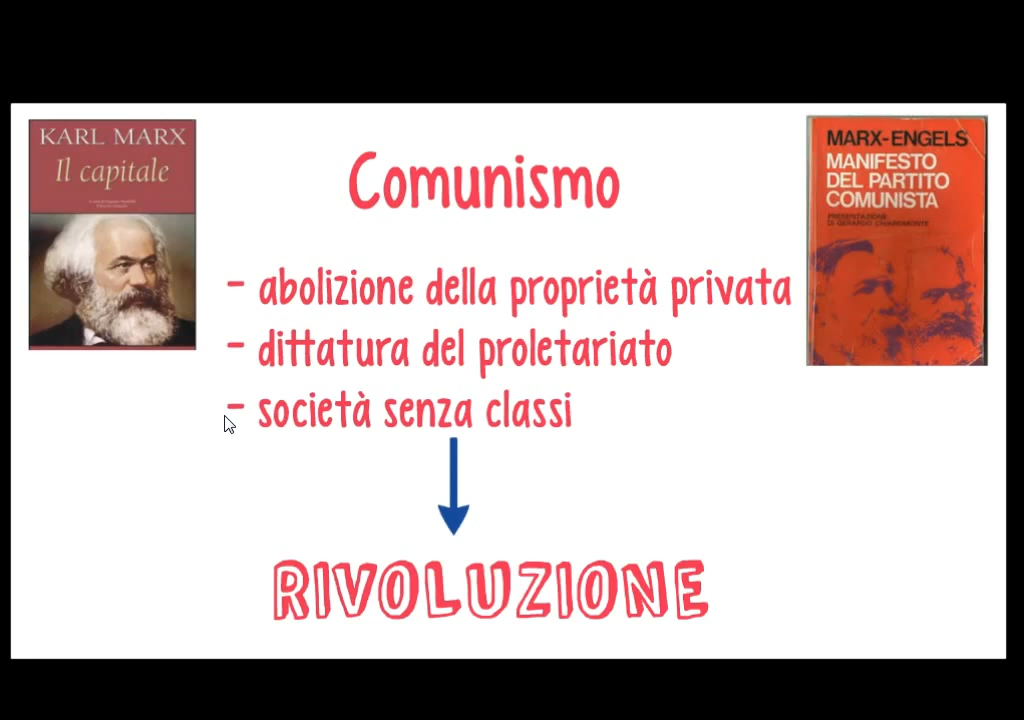 KARL MARX
Il capitale
Comunismo
- abolizione della proprietà privata
- dittatura del proletariato
- società senza classi
RIVOLUZIONE
MARX-ENGELS
MANIFESTO
DEL PARTITO
COMUNISTA
PRESENTAZIONE
DI GERARDO CHIAROMONTE